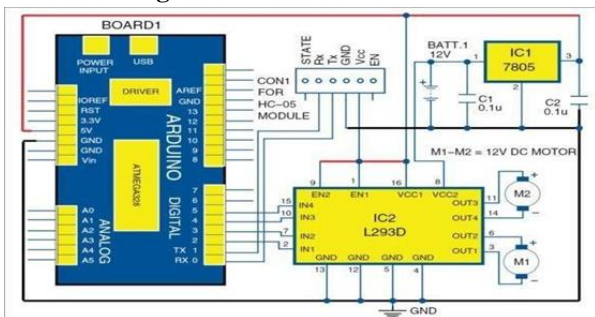 BOARD1
POWER
INPUT
USB
DRIVER
IOREF
RST
3.3V
5V
GND
GND
Vin
AREF
GND
13
12
11
10
9
8
ARDUINO
ATMEGA328
DIGITAL
7
6
5
4
3
2
TX 1
RX 0
ANALOG
A0
A1
A2
A3
A4
A5
CON1
FOR
HC-05
MODULE
STATE
Rx
Tx
GND
Vcc
EN
BATT.1
12V
IC1
7805
1
3
2
C1
0.1u
C2
0.1u
M1-M2 = 12V DC MOTOR
9
1
16
8
EN2
EN1
VCC1
VCC2
15
IN4
10
IN3
7
IN2
2
IN1
IC2
L293D
OUT3
11
OUT4
14
OUT2
6
OUT1
3
M2
M1
GND
GND
GND
GND
13
12
5
4
GND